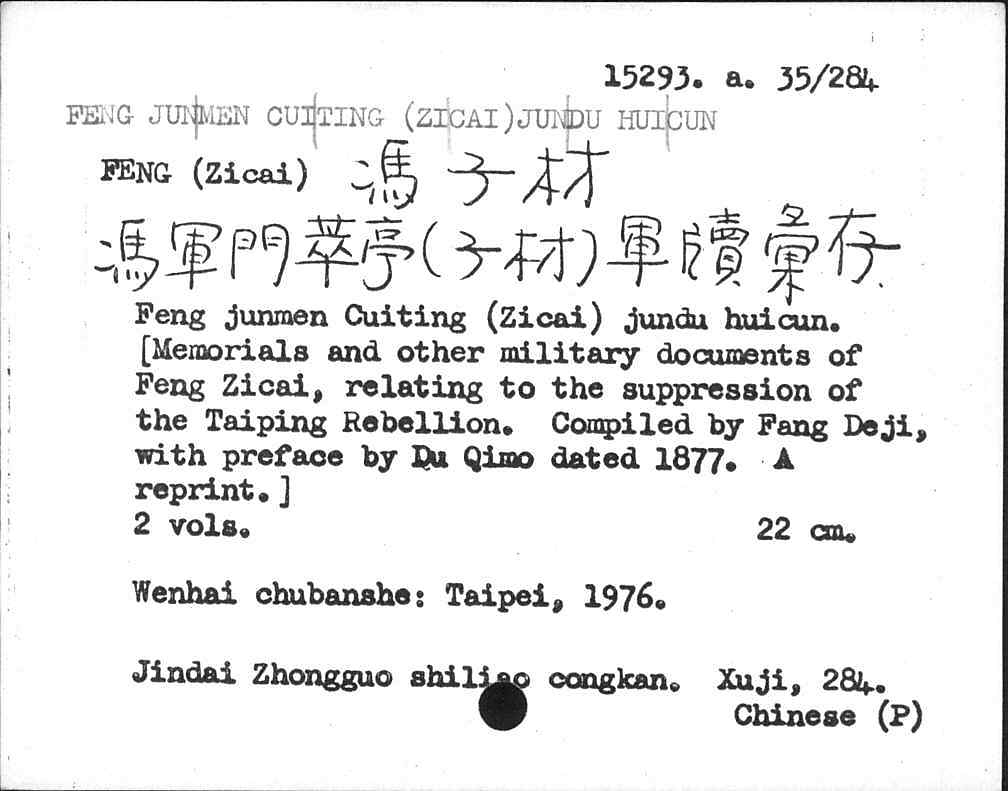 15293. a. 35/284
FENG JUNMEN CUITING (ZICAI)JUNDU HUICUN
FENG (Zicai) 馮子材
馮軍門萃亭(子材)軍牘彙存
Feng junmen Cuiting (Zicai) jundu huicun.
[Memorials and other military documents of
Feng Zicai, relating to the suppression of
the Taiping Rebellion. Compiled by Fang Deji,
with preface by Du Qimo dated 1877. A
reprint.]
2 vols. 22 cm.
Wenhai chubanshe: Taipei, 1976.
Jindai Zhongguo shiliao congkan. Xuji, 284.
Chinese (P)